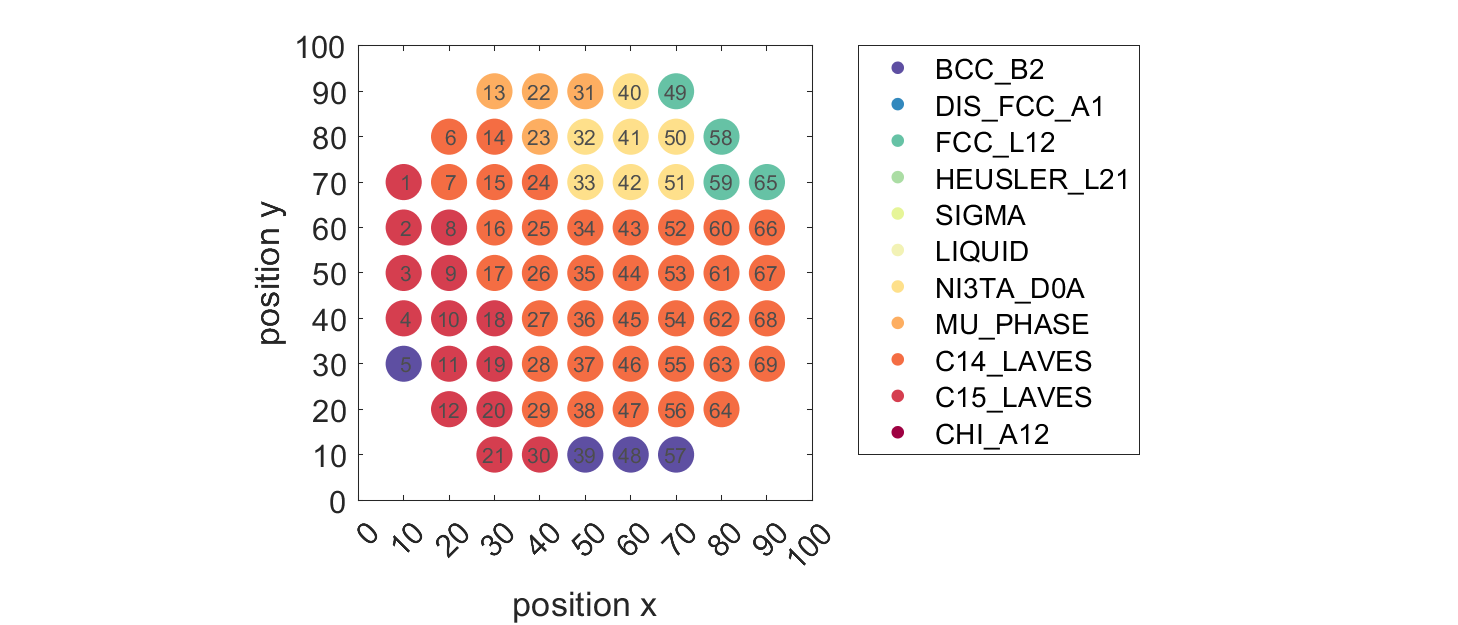 100
90
80
70
60
50
40
30
20
10
0
position y
13 22 31 40 49
6 14 23 32 41 50 58
1 7 15 24 33 42 51 59 65
2 8 16 25 34 43 52 60 66
3 9 17 26 35 44 53 61 67
4 10 18 27 36 45 54 62 68
5 11 19 28 37 46 55 63 69
12 20 29 38 47 56 64
21 30 39 48 57
0 10 20 30 40 50 60 70 80 90 100
position x
BCC_B2
DIS_FCC_A1
FCC_L12
HEUSLER_L21
SIGMA
LIQUID
NI3TA_D0A
MU_PHASE
C14_LAVES
C15_LAVES
CHI_A12